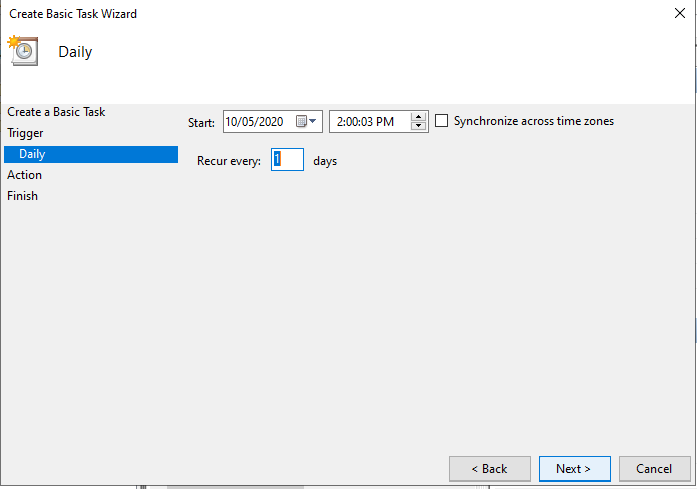 Create Basic Task Wizard
Daily
Create a Basic Task
Trigger
Daily
Action
Finish
Start: 10/05/2020 2:00:03 PM Synchronize across time zones
Recur every: 1 days
< Back Next > Cancel